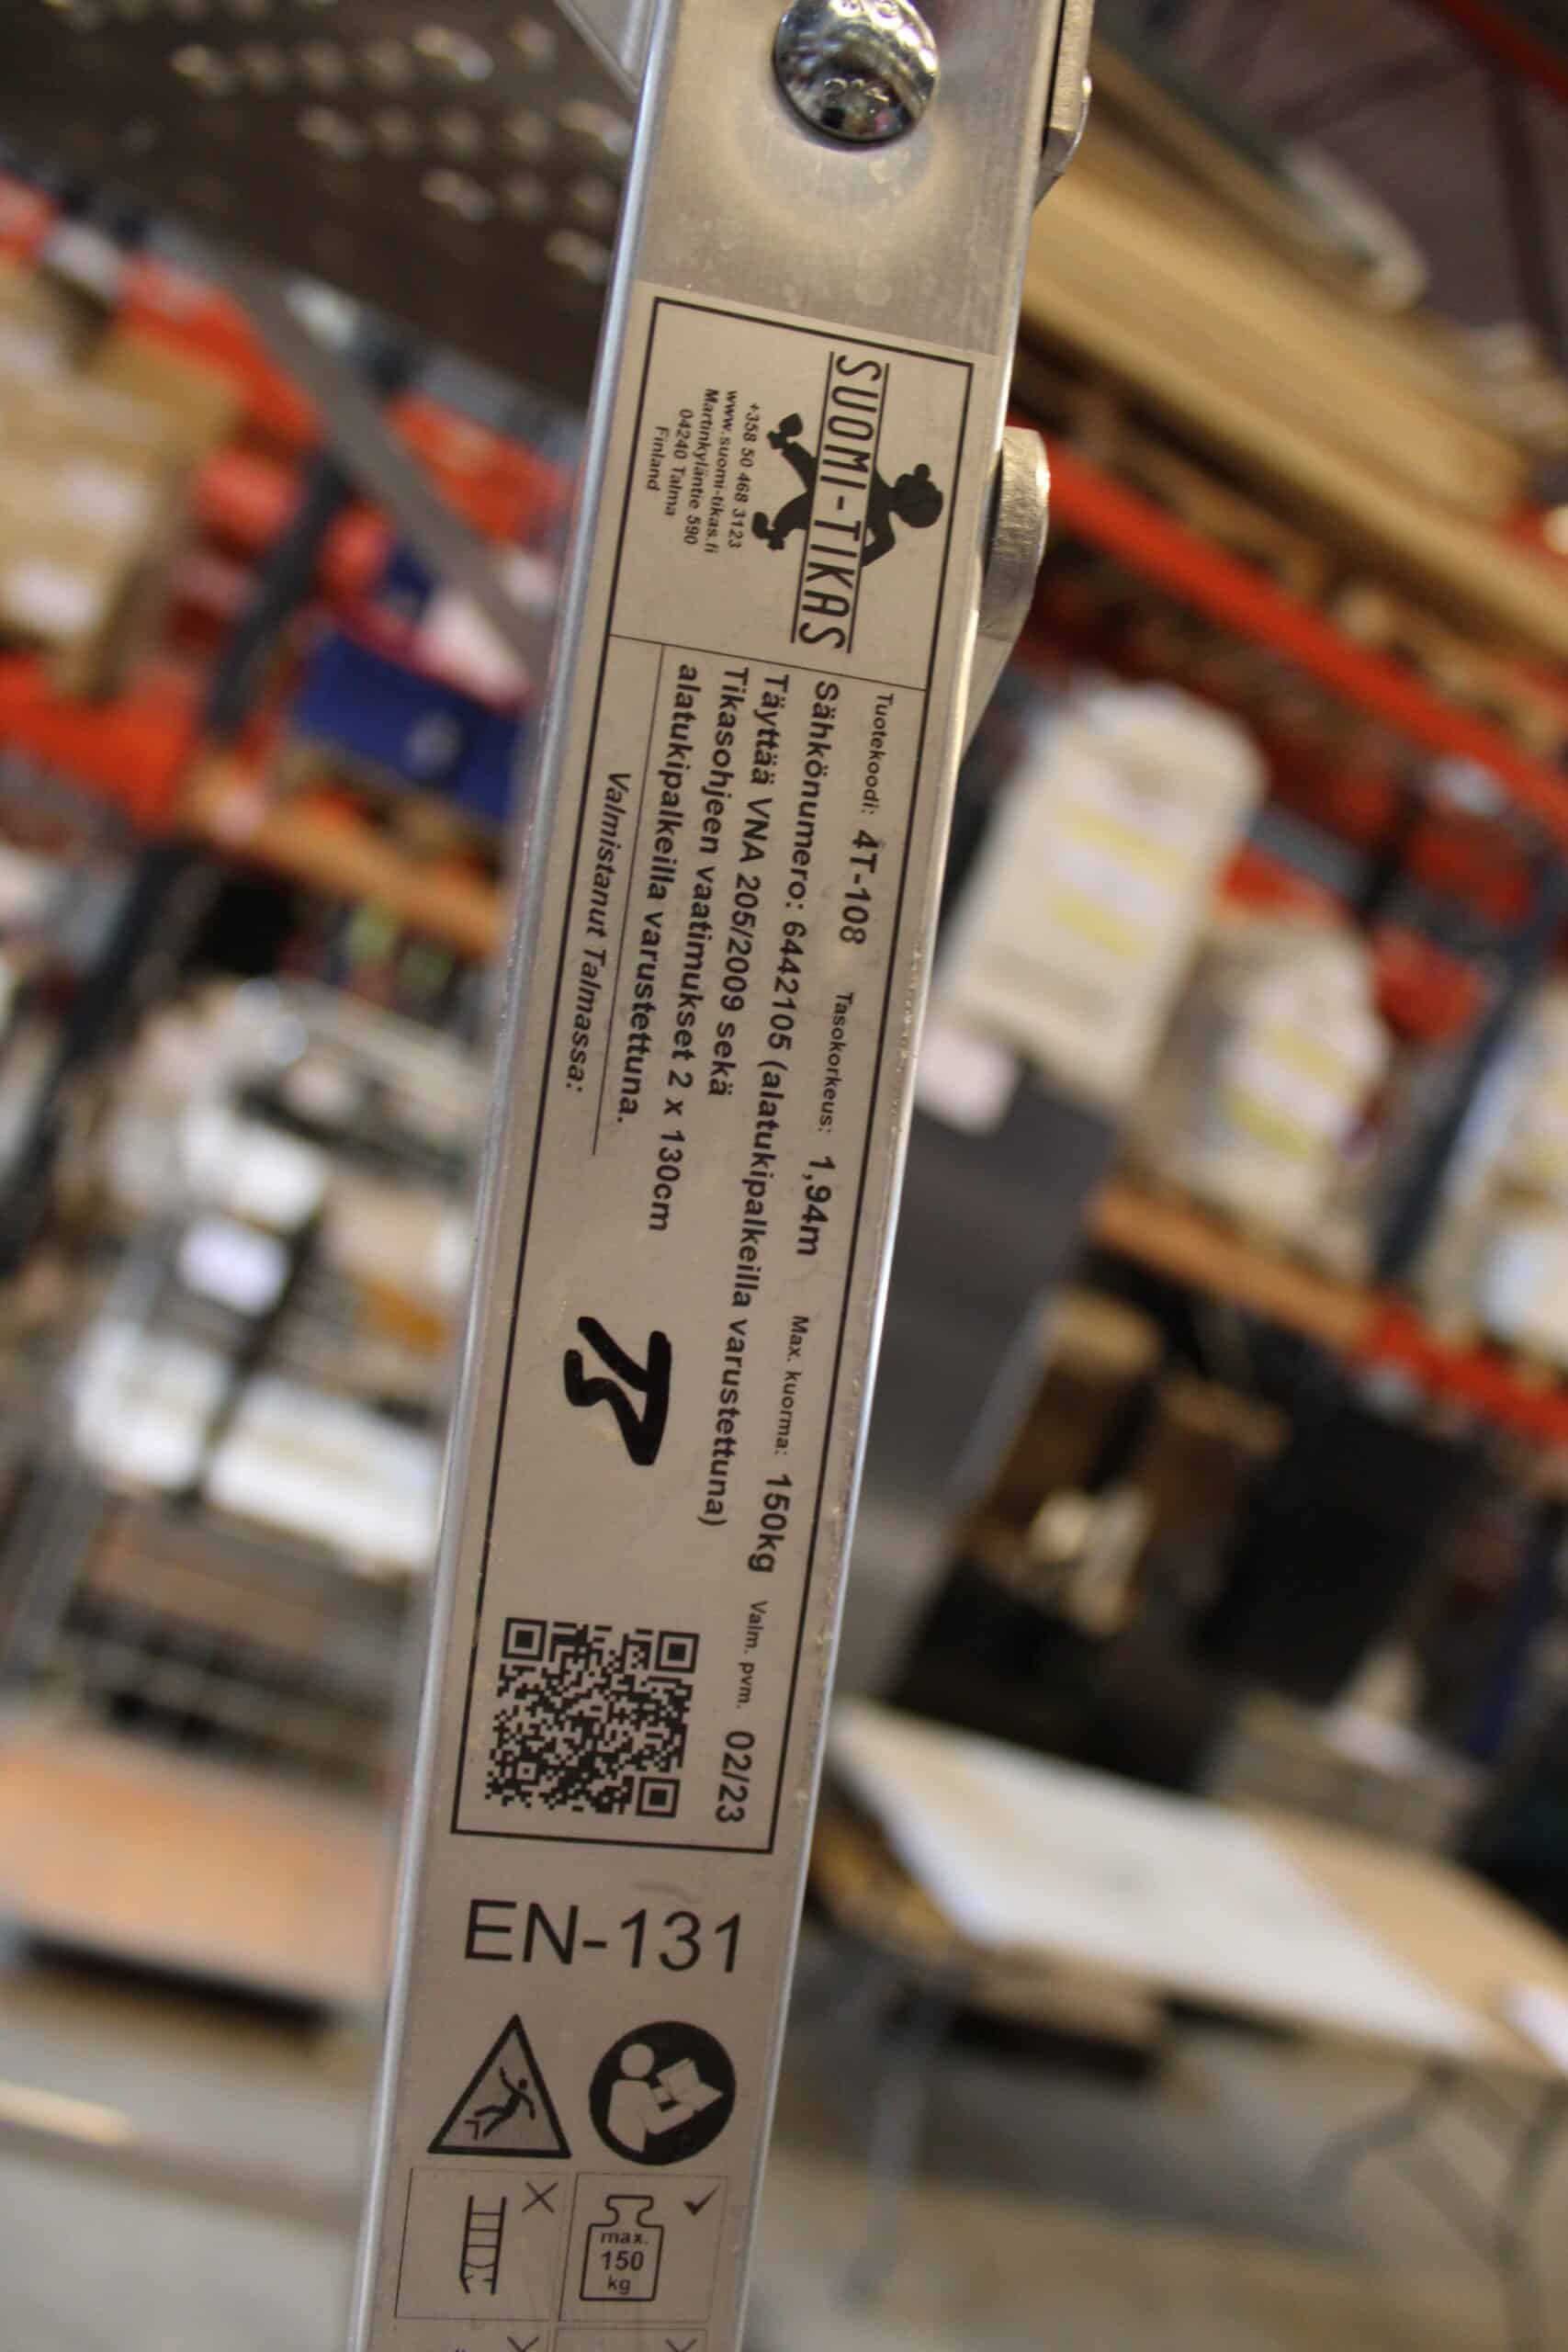 SUOMI-TIKAS
+358 50 468 3123
www.suomi-tikas.fi
Martinkyläntie 590
04240 Talma
Finland
Tuotekoodi: 4T-108 Tasokorkeus: 1,94m Max. kuorma: 150kg Valm. pvm. 02/23
Sähkönumero: 6442105 (alatukipalkeilla varustettuna)
Täyttää VNA 205/2009 sekä
Tikasohjeen vaatimukset 2 x 130cm
alatukipalkeilla varustettuna.
Valmistanut Talmassa:
EN-131
max.
150
kg